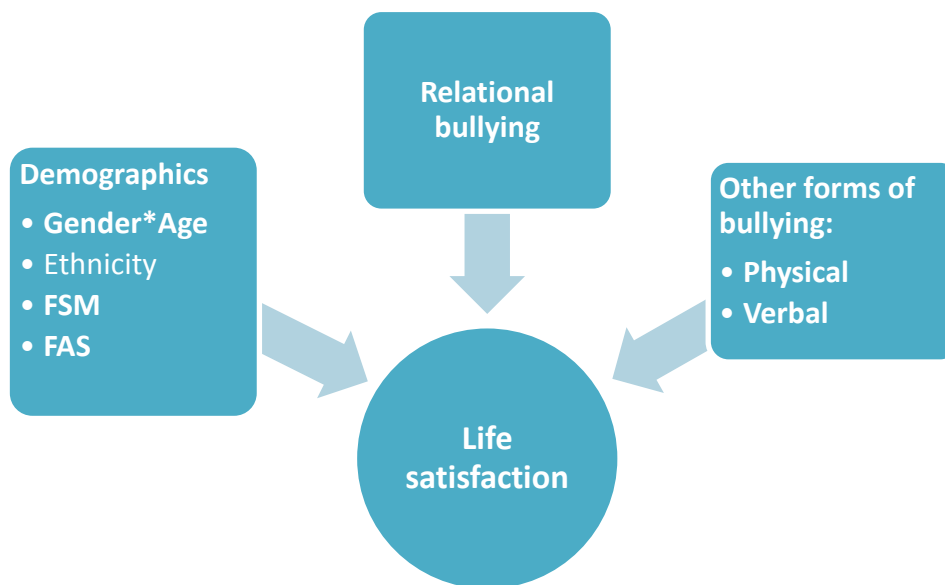 Relational
bullying
Demographics
• Gender*Age
• Ethnicity
• FSM
• FAS
Other forms of
bullying:
• Physical
• Verbal
Life
satisfaction